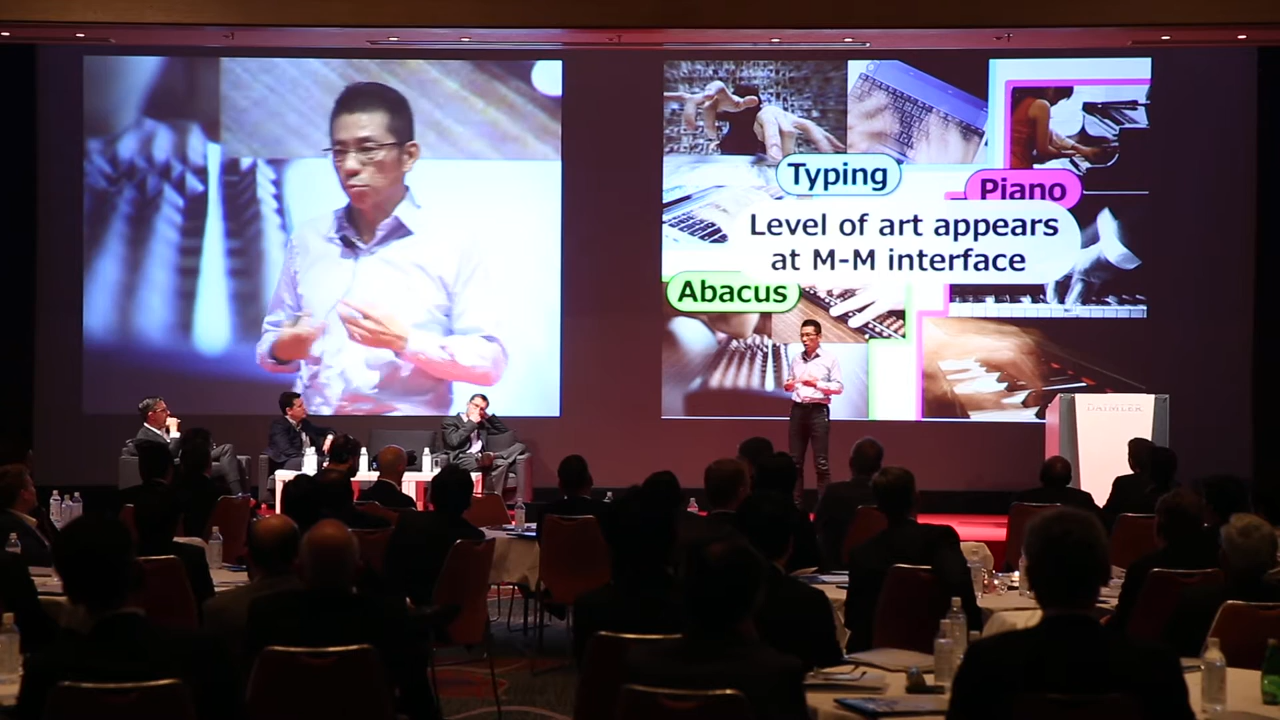 Typing
Piano
Level of art appears
at M-M interface
Abacus
DAIMLER